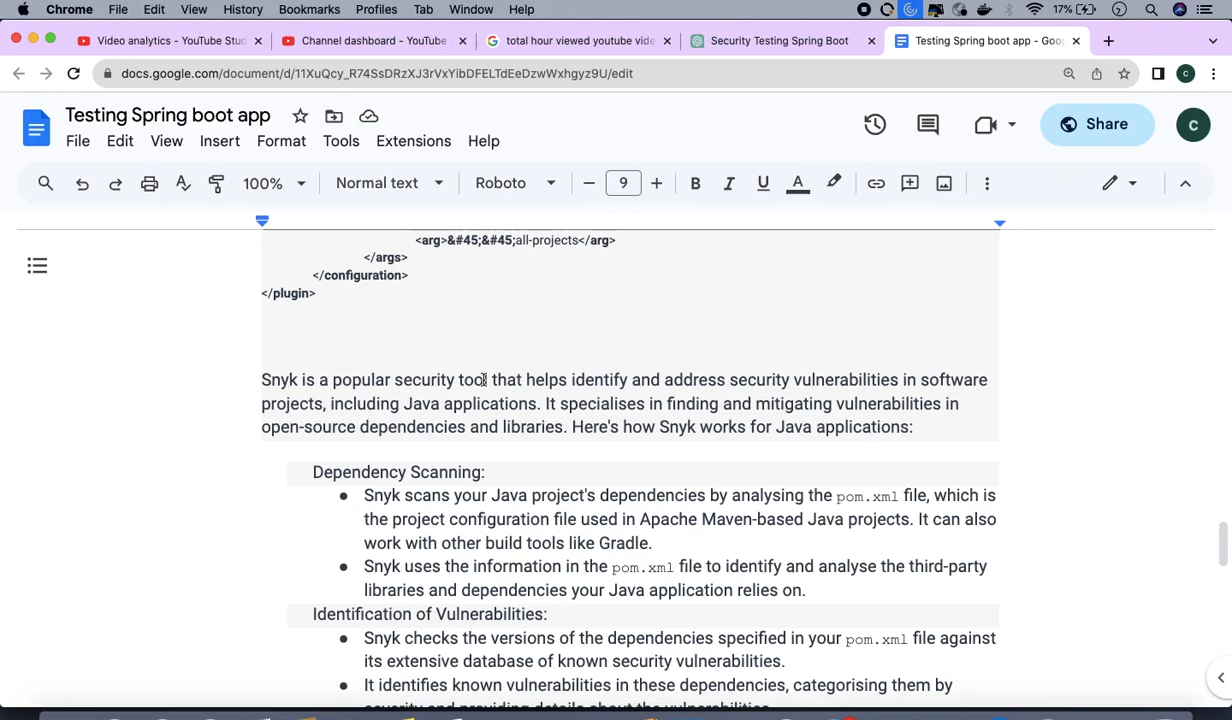 Chrome File Edit View History Bookmarks Profiles Tab Window Help 17%
Video analytics - YouTube Stud
Channel dashboard - YouTube
total hour viewed youtube vide
Security Testing Spring Boot
Testing Spring boot app - Goog
docs.google.com/document/d/11XuQcy_R74SsDRzXJ3rVxYibDFELTdEeDzwWxhgyz9U/edit
C
Testing Spring boot app
File Edit View Insert Format Tools Extensions Help
Share
C
100% Normal text Roboto 9 B I U A
<arg>&#45;&#45;all-projects</arg>
</args>
</configuration>
</plugin>
Snyk is a popular security tool that helps identify and address security vulnerabilities in software
projects, including Java applications. It specialises in finding and mitigating vulnerabilities in
open-source dependencies and libraries. Here's how Snyk works for Java applications:
Dependency Scanning:
● Snyk scans your Java project's dependencies by analysing the pom.xml file, which is
the project configuration file used in Apache Maven-based Java projects. It can also
work with other build tools like Gradle.
● Snyk uses the information in the pom.xml file to identify and analyse the third-party
libraries and dependencies your Java application relies on.
Identification of Vulnerabilities:
● Snyk checks the versions of the dependencies specified in your pom.xml file against
its extensive database of known security vulnerabilities.
● It identifies known vulnerabilities in these dependencies, categorising them by
severity and providing details about the vulnerabilities.